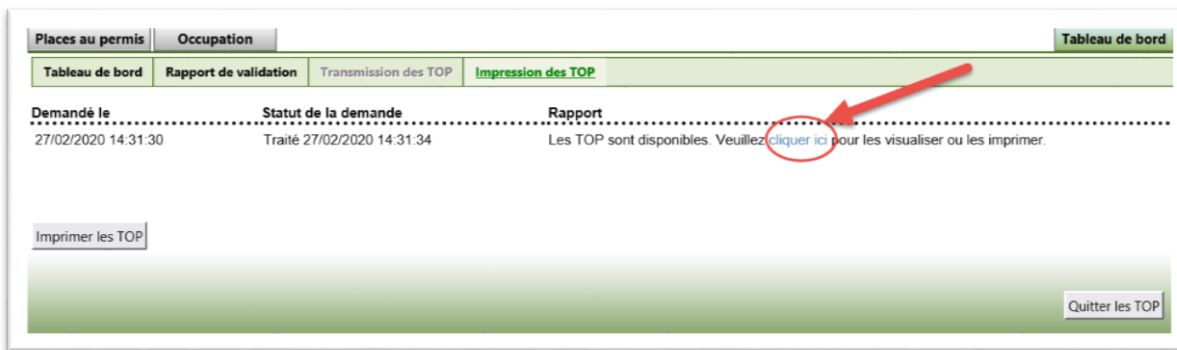 Places au permis Occupation Tableau de bord
Tableau de bord Rapport de validation Transmission des TOP Impression des TOP
Demandé le Statut de la demande Rapport
27/02/2020 14:31:30 Traité 27/02/2020 14:31:34 Les TOP sont disponibles. Veuillez cliquer ici pour les visualiser ou les imprimer.
Imprimer les TOP
Quitter les TOP